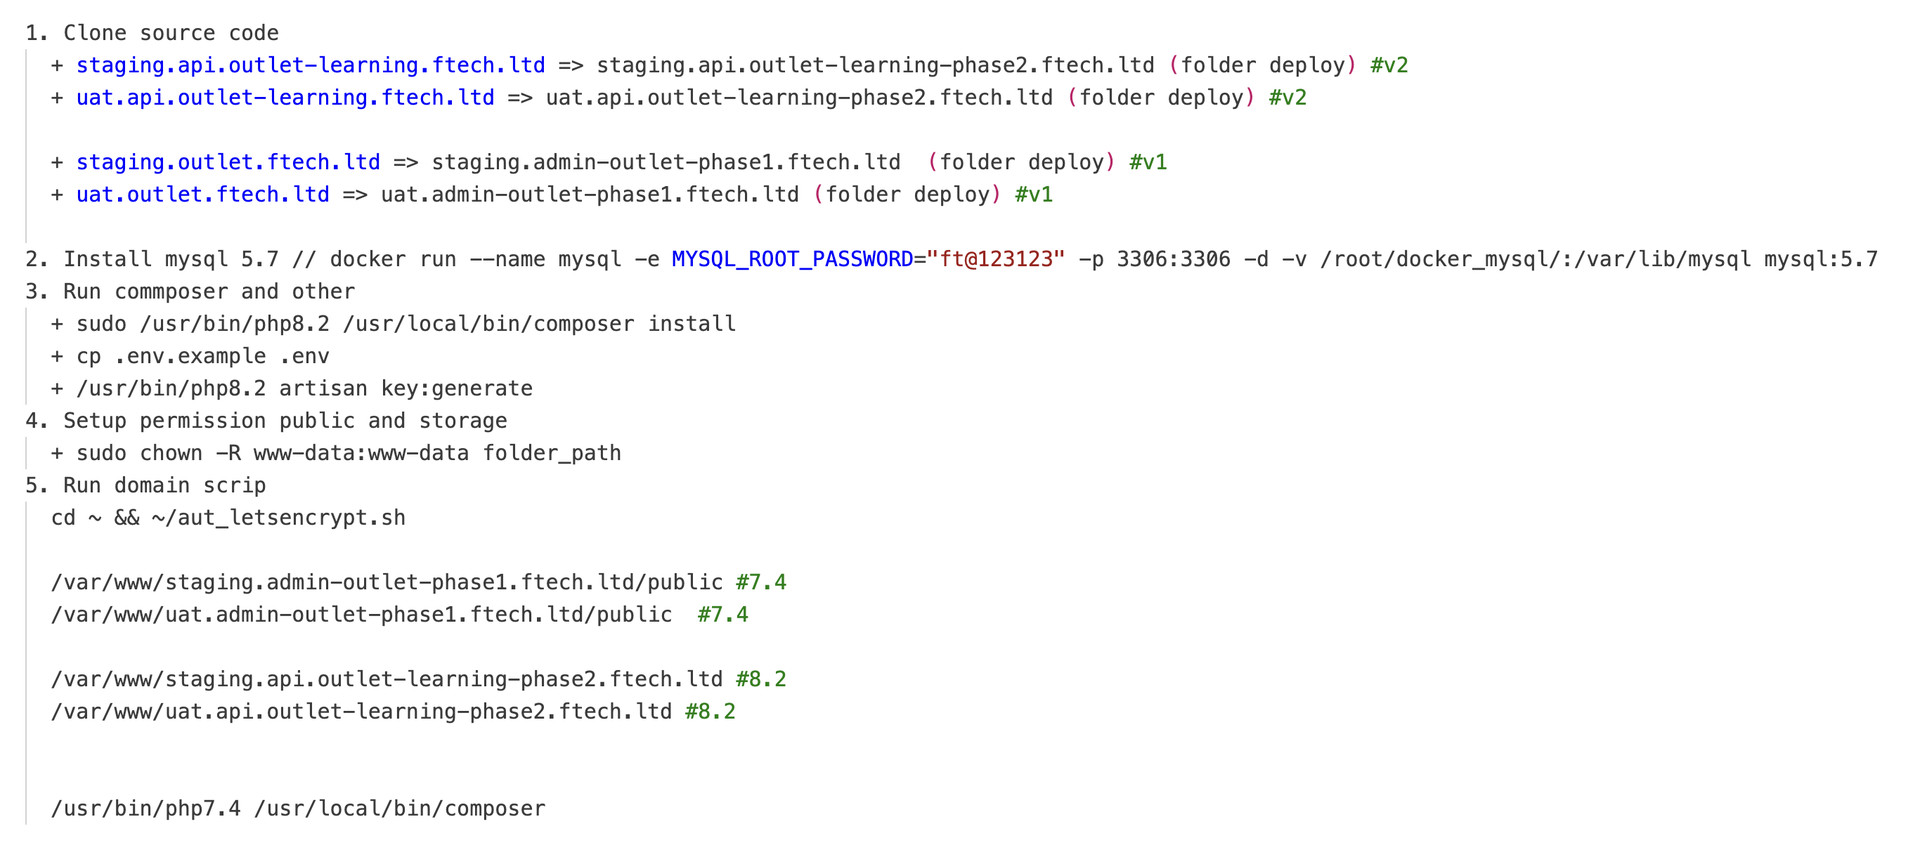 1. Clone source code
+ staging.api.outlet-learning.ftech.ltd => staging.api.outlet-learning-phase2.ftech.ltd (folder deploy) #v2
+ uat.api.outlet-learning.ftech.ltd => uat.api.outlet-learning-phase2.ftech.ltd (folder deploy) #v2
+ staging.outlet.ftech.ltd => staging.admin-outlet-phase1.ftech.ltd  (folder deploy) #v1
+ uat.outlet.ftech.ltd => uat.admin-outlet-phase1.ftech.ltd (folder deploy) #v1
2. Install mysql 5.7 // docker run --name mysql -e MYSQL_ROOT_PASSWORD="ft@123123" -p 3306:3306 -d -v /root/docker_mysql/:/var/lib/mysql mysql:5.7
3. Run commposer and other
+ sudo /usr/bin/php8.2 /usr/local/bin/composer install
+ cp .env.example .env
+ /usr/bin/php8.2 artisan key:generate
4. Setup permission public and storage
+ sudo chown -R www-data:www-data folder_path
5. Run domain scrip
cd ~ && ~/aut_letsencrypt.sh
/var/www/staging.admin-outlet-phase1.ftech.ltd/public #7.4
/var/www/uat.admin-outlet-phase1.ftech.ltd/public  #7.4
/var/www/staging.api.outlet-learning-phase2.ftech.ltd #8.2
/var/www/uat.api.outlet-learning-phase2.ftech.ltd #8.2
/usr/bin/php7.4 /usr/local/bin/composer